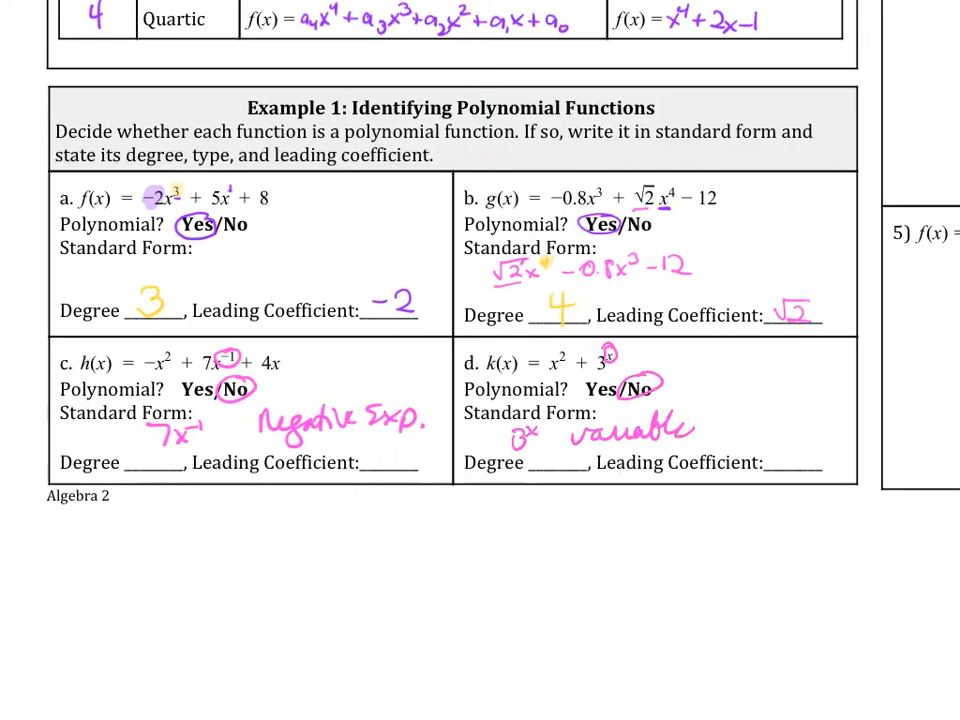 4 Quartic f(x) = a₄x⁴ + a₃x³ + a₂x² + a₁x + a₀ f(x) = x⁴ + 2x − 1
Example 1: Identifying Polynomial Functions
Decide whether each function is a polynomial function. If so, write it in standard form and
state its degree, type, and leading coefficient.
a. f(x) = −2x³ + 5x¹ + 8
Polynomial? Yes/No
Standard Form:
Degree 3, Leading Coefficient: −2
b. g(x) = −0.8x³ + √2 x⁴ − 12
Polynomial? Yes/No
Standard Form:
√2x⁴ − 0.8x³ − 12
Degree 4, Leading Coefficient: √2
c. h(x) = −x² + 7x⁻¹ + 4x
Polynomial? Yes/No
Standard Form:
7x⁻¹ Negative Exp.
Degree ______, Leading Coefficient:______
d. k(x) = x² + 3ˣ
Polynomial? Yes/No
Standard Form:
3ˣ variable
Degree ______, Leading Coefficient:______
Algebra 2
5) f(x) =